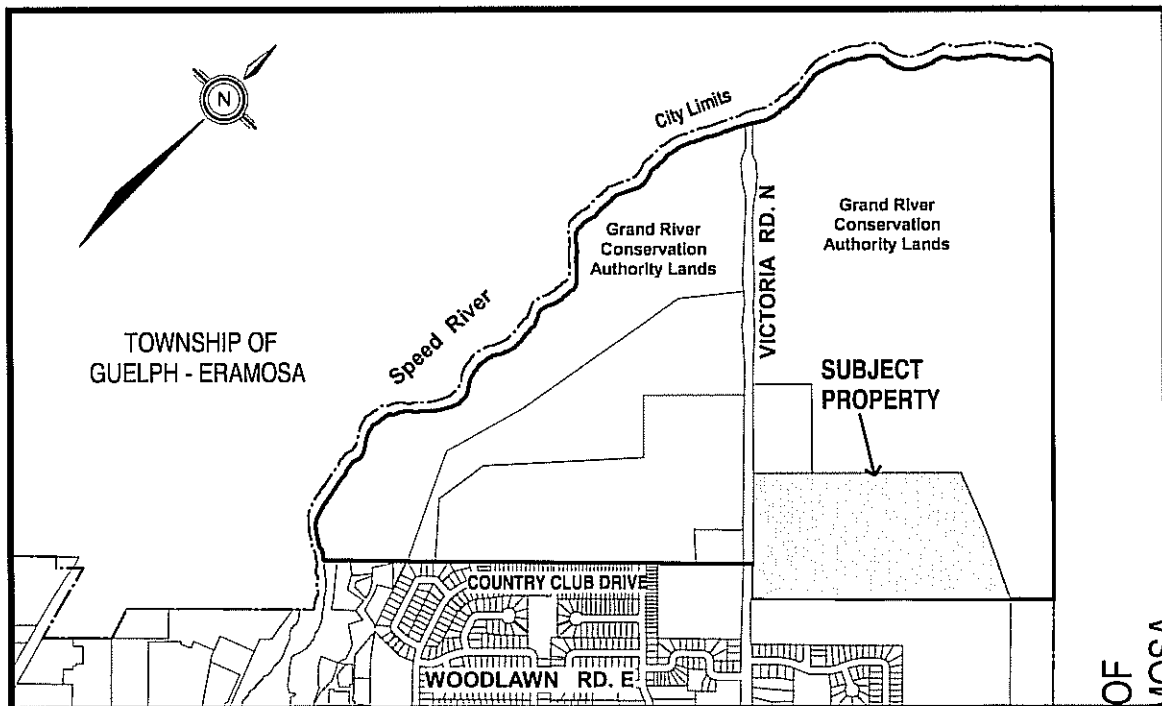 N
City Limits
Grand River
Conservation
Authority Lands
VICTORIA RD. N
Grand River
Conservation
Authority Lands
Speed River
TOWNSHIP OF
GUELPH - ERAMOSA
SUBJECT
PROPERTY
COUNTRY CLUB DRIVE
WOODLAWN RD. E
OF